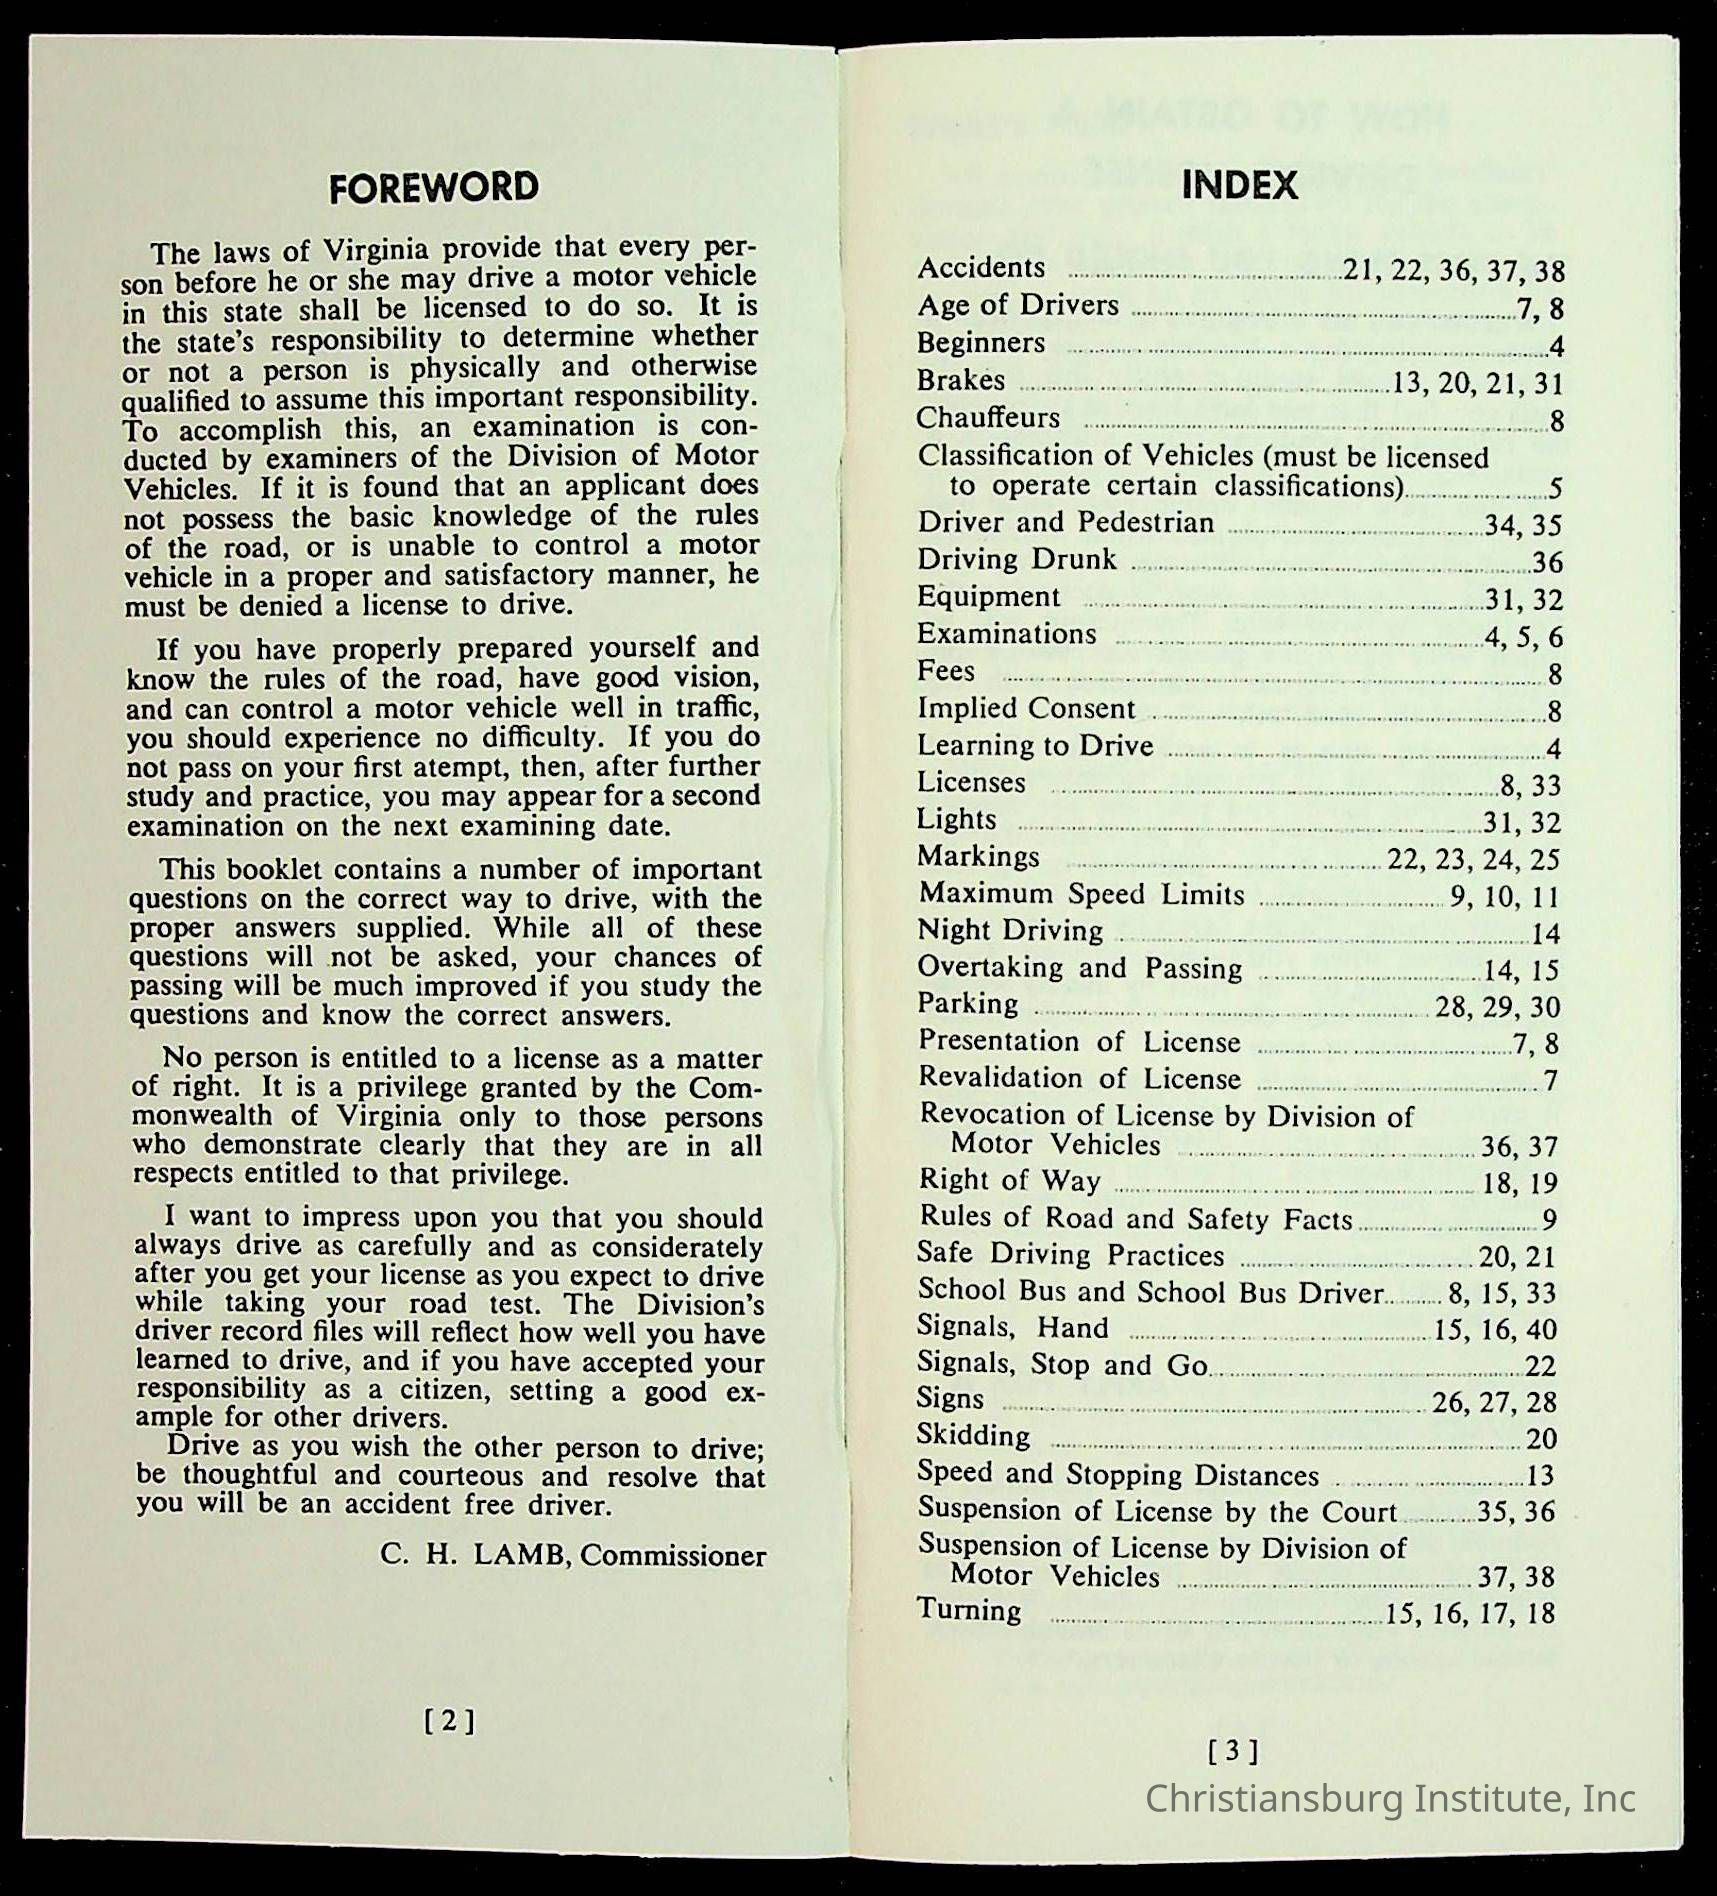 FOREWORD
The laws of Virginia provide that every per-
son before he or she may drive a motor vehicle
in this state shall be licensed to do so. It is
the state's responsibility to determine whether
or not a person is physically and otherwise
qualified to assume this important responsibility.
To accomplish this, an examination is con-
ducted by examiners of the Division of Motor
Vehicles. If it is found that an applicant does
not possess the basic knowledge of the rules
of the road, or is unable to control a motor
vehicle in a proper and satisfactory manner, he
must be denied a license to drive.
If you have properly prepared yourself and
know the rules of the road, have good vision,
and can control a motor vehicle well in traffic,
you should experience no difficulty. If you do
not pass on your first atempt, then, after further
study and practice, you may appear for a second
examination on the next examining date.
This booklet contains a number of important
questions on the correct way to drive, with the
proper answers supplied. While all of these
questions will not be asked, your chances of
passing will be much improved if you study the
questions and know the correct answers.
No person is entitled to a license as a matter
of right. It is a privilege granted by the Com-
monwealth of Virginia only to those persons
who demonstrate clearly that they are in all
respects entitled to that privilege.
I want to impress upon you that you should
always drive as carefully and as considerately
after you get your license as you expect to drive
while taking your road test. The Division's
driver record files will reflect how well you have
learned to drive, and if you have accepted your
responsibility as a citizen, setting a good ex-
ample for other drivers.
Drive as you wish the other person to drive;
be thoughtful and courteous and resolve that
you will be an accident free driver.
C. H. LAMB, Commissioner
[ 2 ]
INDEX
Accidents ........ 21, 22, 36, 37, 38
Age of Drivers ........ 7, 8
Beginners ........ 4
Brakes ........ 13, 20, 21, 31
Chauffeurs ........ 8
Classification of Vehicles (must be licensed
to operate certain classifications) ........ 5
Driver and Pedestrian ........ 34, 35
Driving Drunk ........ 36
Equipment ........ 31, 32
Examinations ........ 4, 5, 6
Fees ........ 8
Implied Consent ........ 8
Learning to Drive ........ 4
Licenses ........ 8, 33
Lights ........ 31, 32
Markings ........ 22, 23, 24, 25
Maximum Speed Limits ........ 9, 10, 11
Night Driving ........ 14
Overtaking and Passing ........ 14, 15
Parking ........ 28, 29, 30
Presentation of License ........ 7, 8
Revalidation of License ........ 7
Revocation of License by Division of
Motor Vehicles ........ 36, 37
Right of Way ........ 18, 19
Rules of Road and Safety Facts ........ 9
Safe Driving Practices ........ 20, 21
School Bus and School Bus Driver ........ 8, 15, 33
Signals, Hand ........ 15, 16, 40
Signals, Stop and Go ........ 22
Signs ........ 26, 27, 28
Skidding ........ 20
Speed and Stopping Distances ........ 13
Suspension of License by the Court ........ 35, 36
Suspension of License by Division of
Motor Vehicles ........ 37, 38
Turning ........ 15, 16, 17, 18
[ 3 ]
Christiansburg Institute, Inc